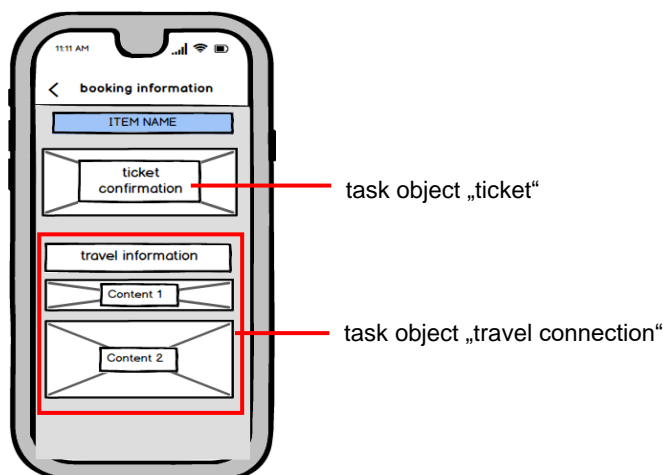 11:11 AM
booking information
ITEM NAME
ticket
confirmation
task object „ticket“
travel information
Content 1
task object „travel connection“
Content 2